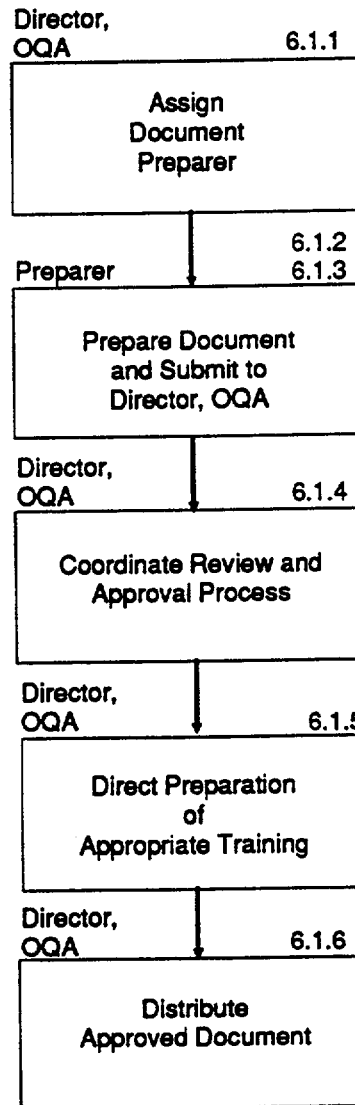 Director,
OQA 6.1.1
Assign
Document
Preparer
6.1.2
Preparer 6.1.3
Prepare Document
and Submit to
Director, OQA
Director,
OQA 6.1.4
Coordinate Review and
Approval Process
Director,
OQA 6.1.5
Direct Preparation
of
Appropriate Training
Director,
OQA 6.1.6
Distribute
Approved Document